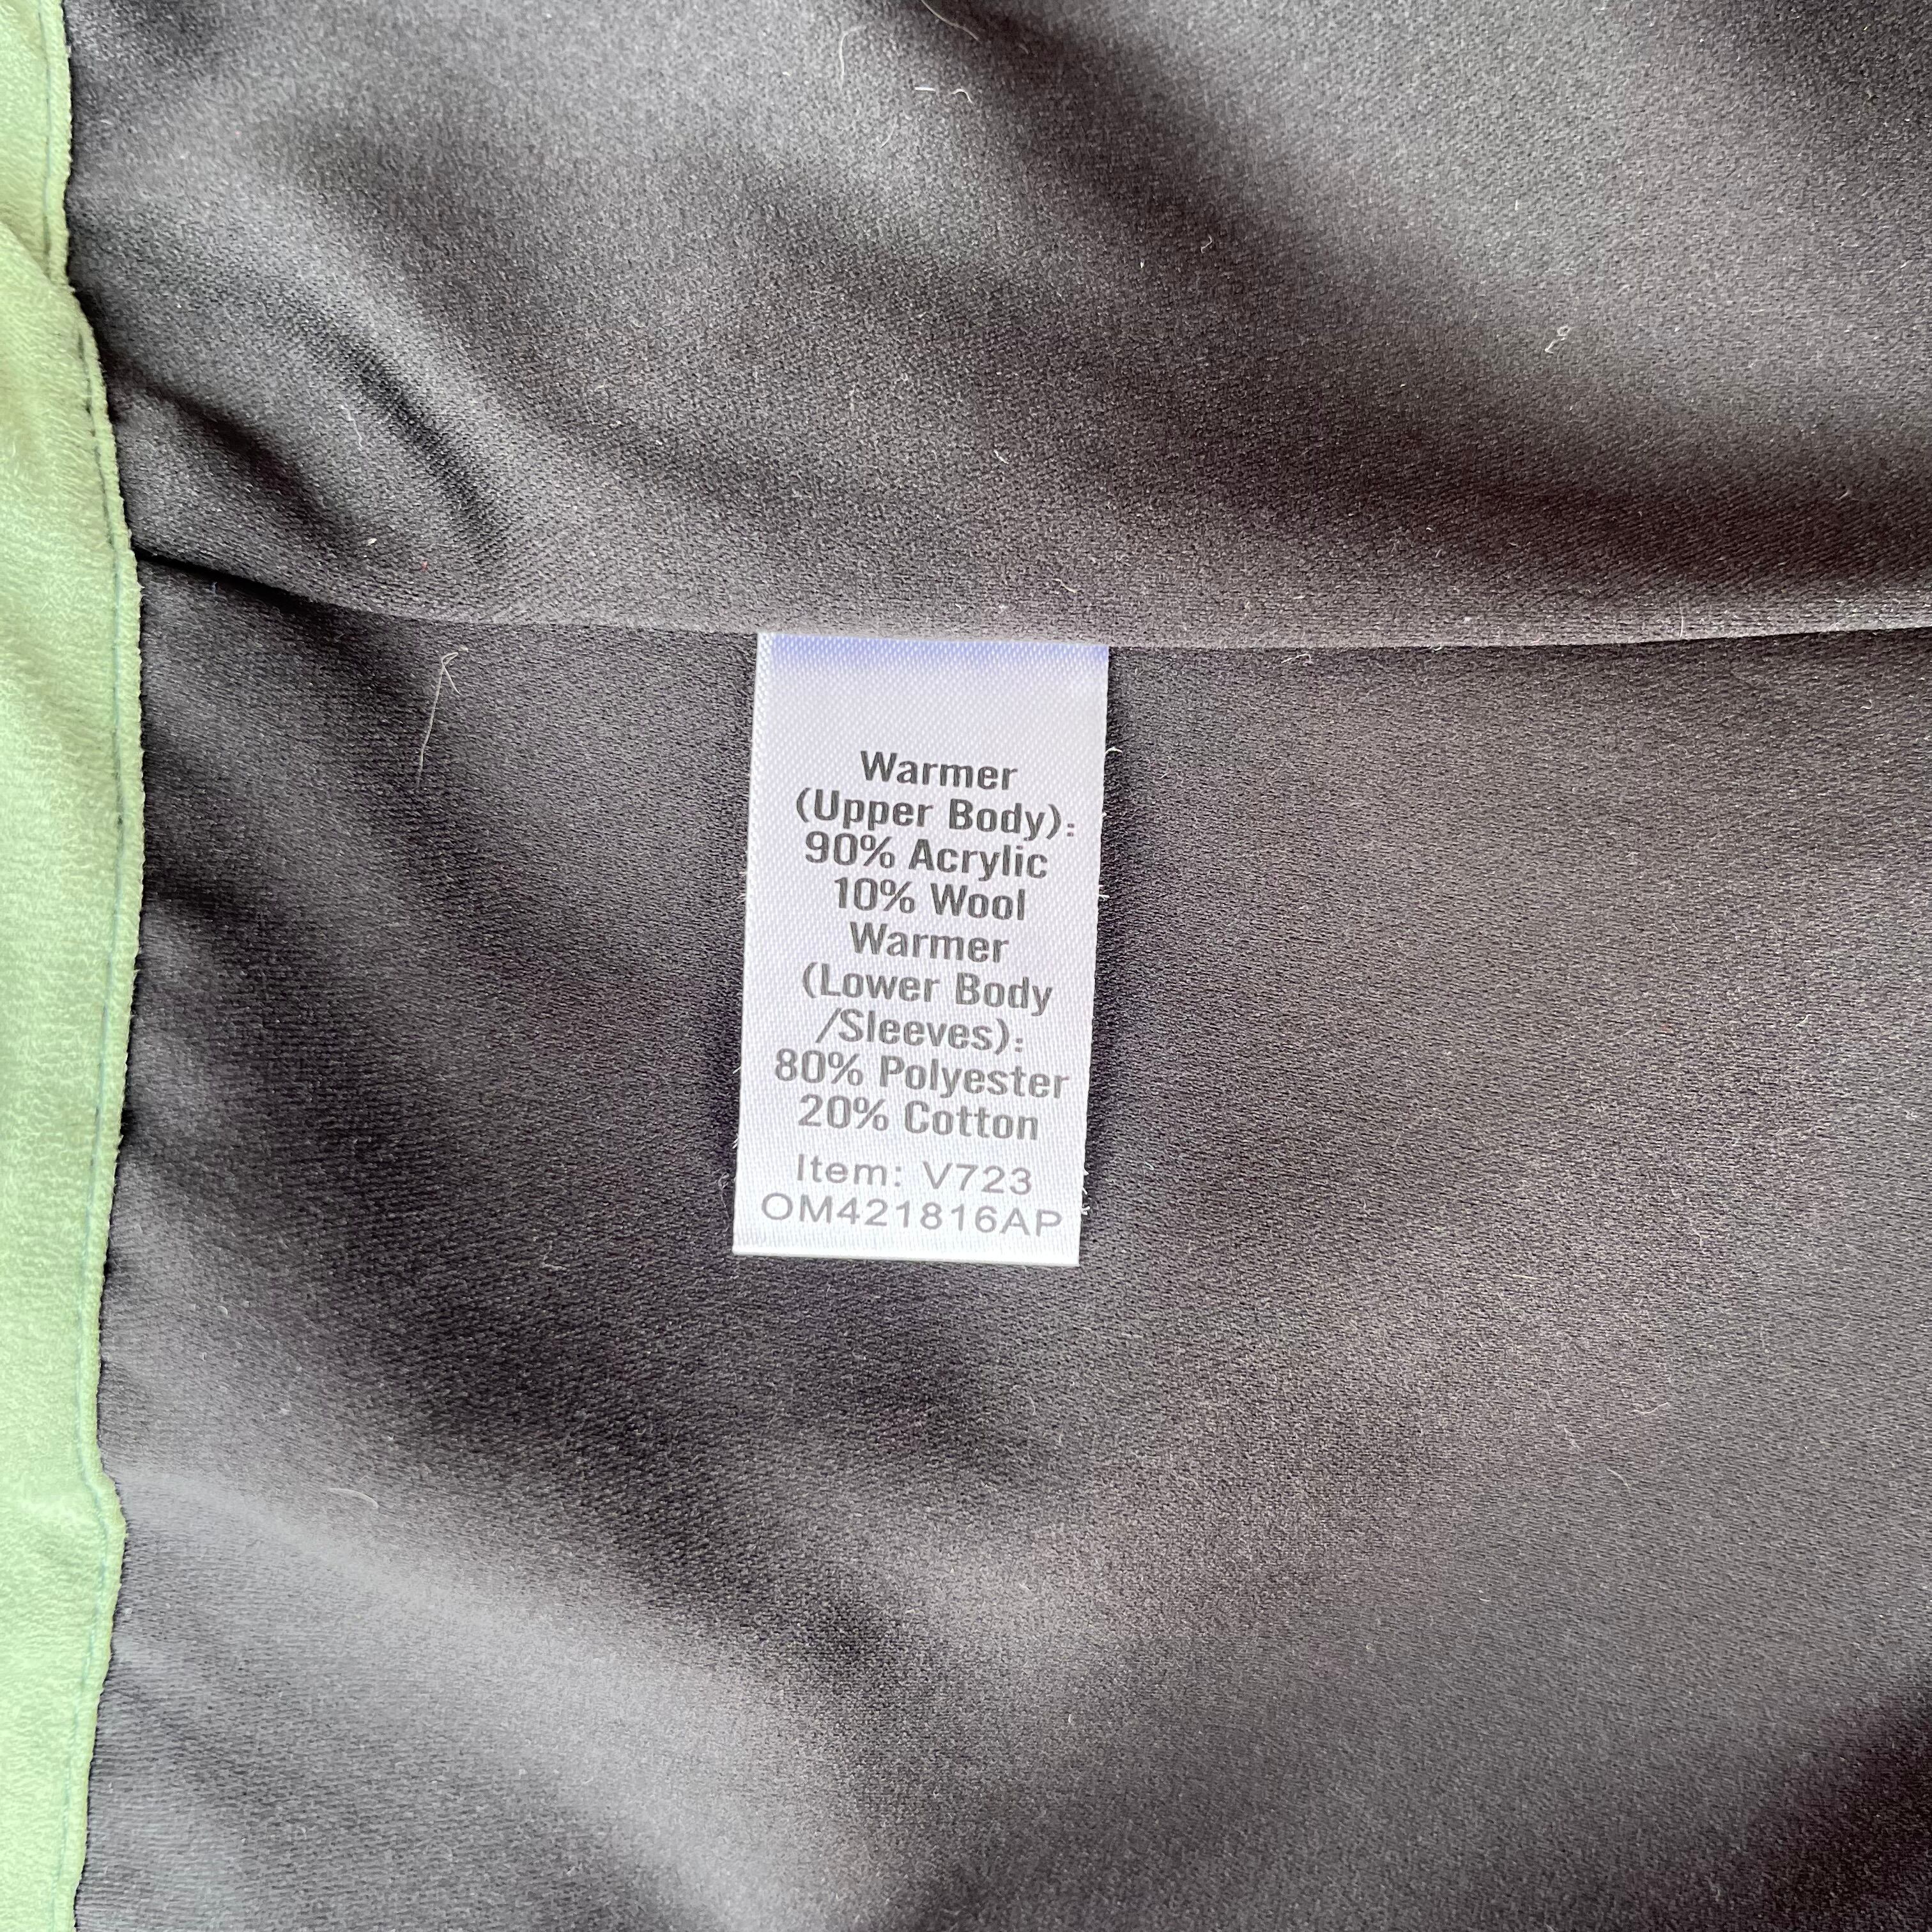 Warmer
(Upper Body):
90% Acrylic
10% Wool
Warmer
(Lower Body
/Sleeves):
80% Polyester
20% Cotton
Item: V723
OM421816AP